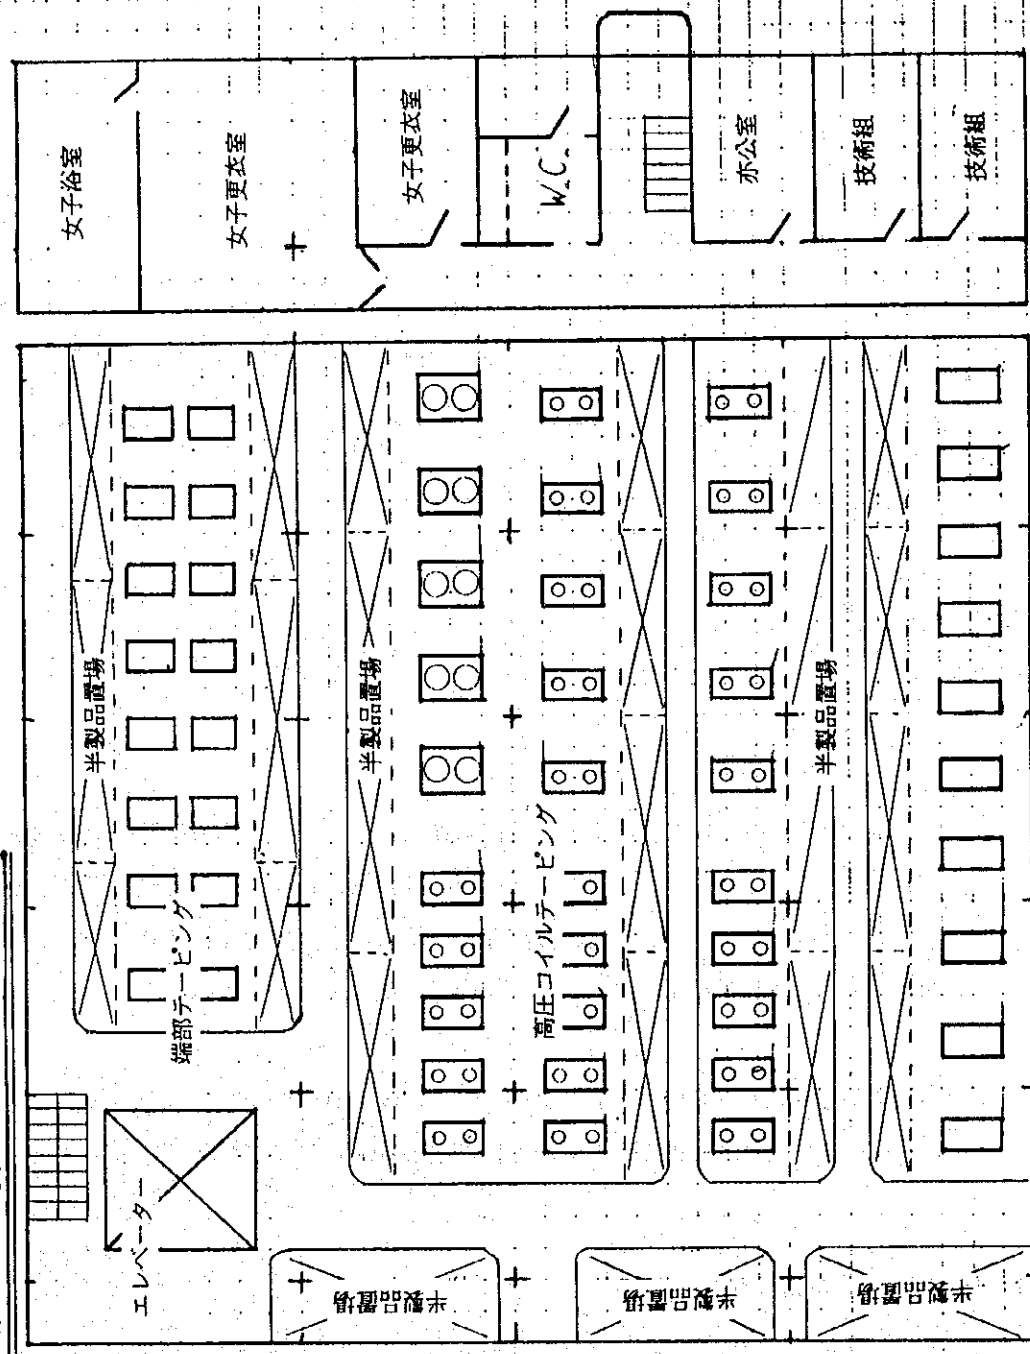 女子浴室
女子更衣室
女子更衣室
W.C.
亦公室
技術組
技術組
半製品置場
端部テーピング
半製品置場
高圧コイルテーピング
半製品置場
エレベーター
半製品置場
半製品置場
半製品置場